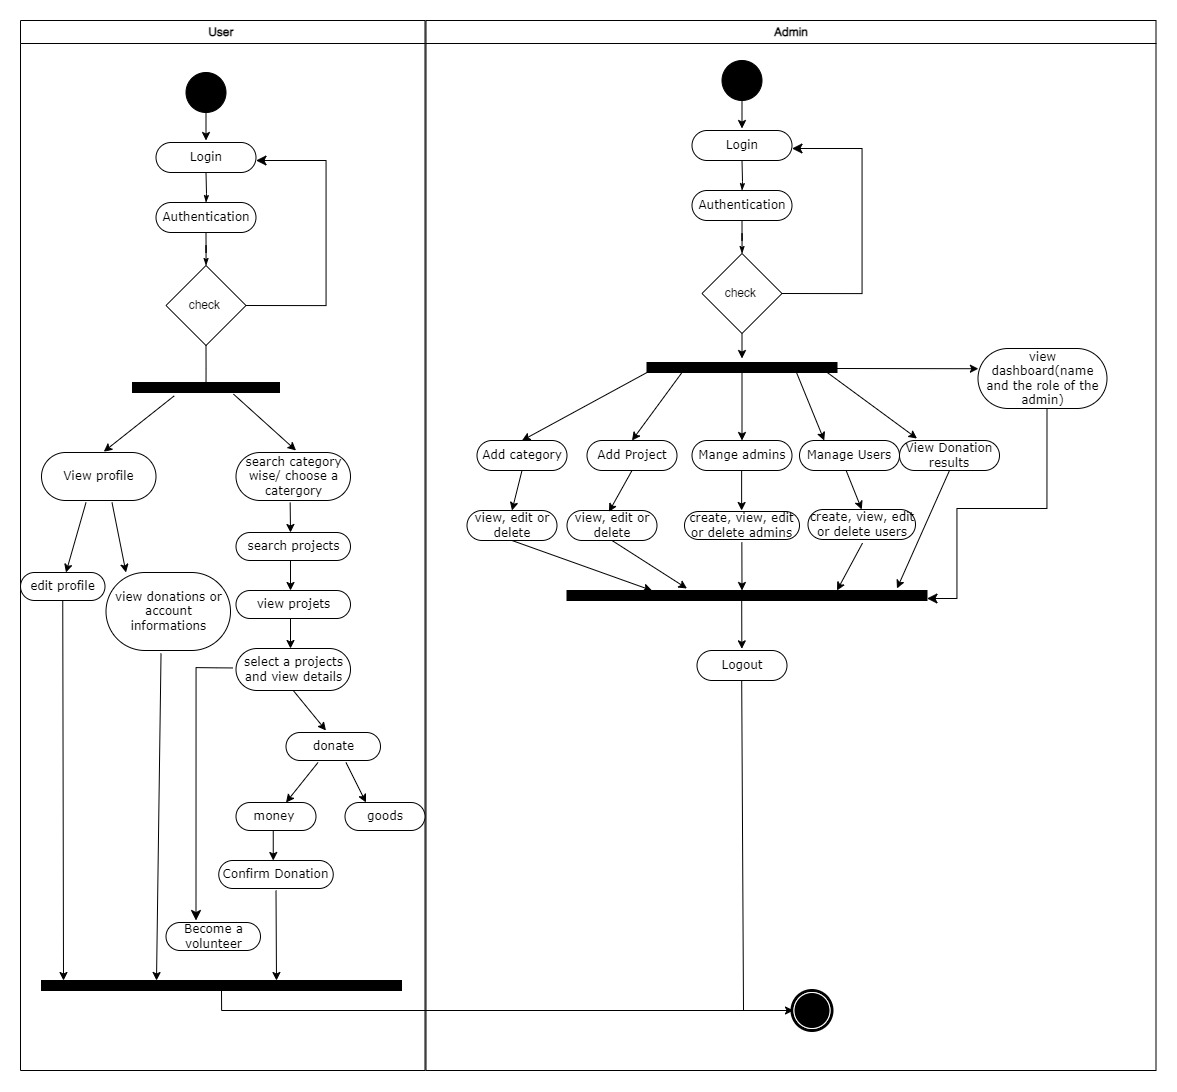 User
Admin
Login
Authentication
check
View profile
search category
wise/ choose a
catergory
edit profile
view donations or
account
informations
search projects
view projets
select a projects
and view details
donate
money
goods
Confirm Donation
Become a
volunteer
Login
Authentication
check
view
dashboard(name
and the role of the
admin)
Add category
Add Project
Mange admins
Manage Users
View Donation
results
view, edit or
delete
view, edit or
delete
create, view, edit
or delete admins
create, view, edit
or delete users
Logout